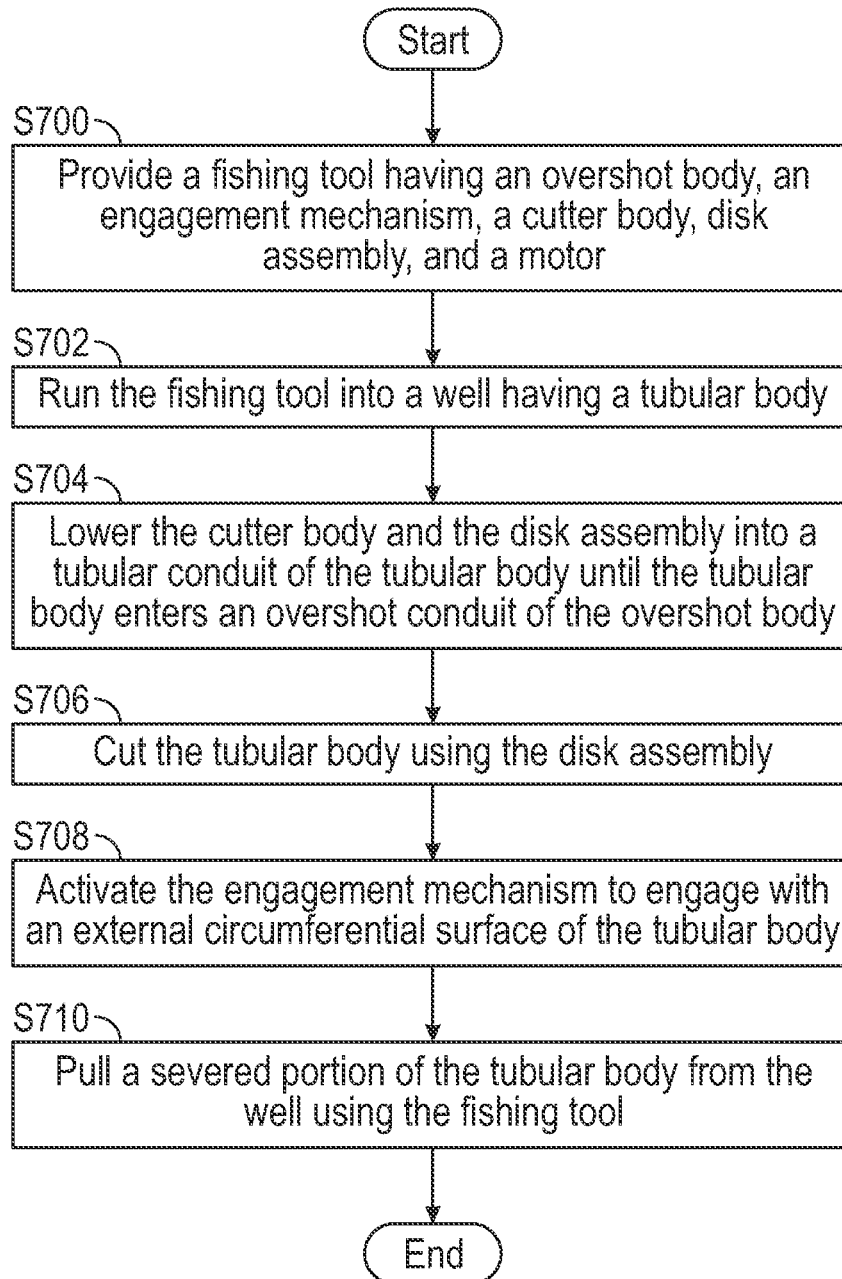 Start
S700
Provide a fishing tool having an overshot body, an
engagement mechanism, a cutter body, disk
assembly, and a motor
S702
Run the fishing tool into a well having a tubular body
S704
Lower the cutter body and the disk assembly into a
tubular conduit of the tubular body until the tubular
body enters an overshot conduit of the overshot body
S706
Cut the tubular body using the disk assembly
S708
Activate the engagement mechanism to engage with
an external circumferential surface of the tubular body
S710
Pull a severed portion of the tubular body from the
well using the fishing tool
End